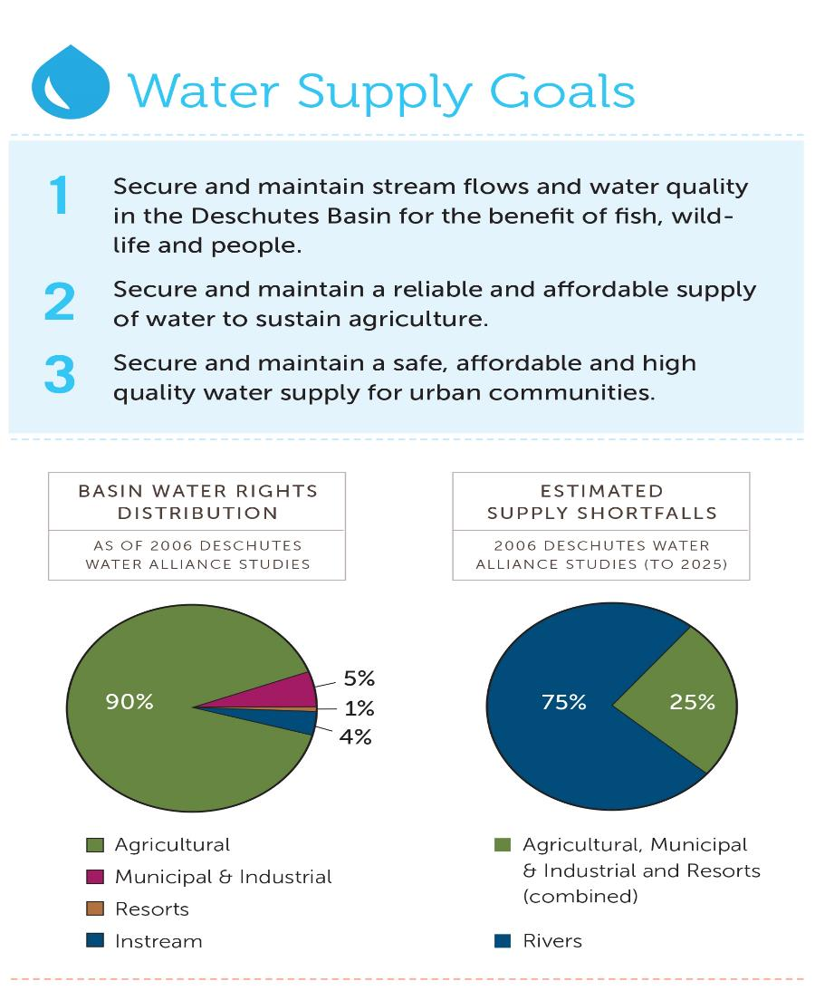 Water Supply Goals
1 Secure and maintain stream flows and water quality
in the Deschutes Basin for the benefit of fish, wild-
life and people.
2 Secure and maintain a reliable and affordable supply
of water to sustain agriculture.
3 Secure and maintain a safe, affordable and high
quality water supply for urban communities.
BASIN WATER RIGHTS
DISTRIBUTION
AS OF 2006 DESCHUTES
WATER ALLIANCE STUDIES
90%
5%
1%
4%
Agricultural
Municipal & Industrial
Resorts
Instream
ESTIMATED
SUPPLY SHORTFALLS
2006 DESCHUTES WATER
ALLIANCE STUDIES (TO 2025)
75%
25%
Agricultural, Municipal
& Industrial and Resorts
(combined)
Rivers